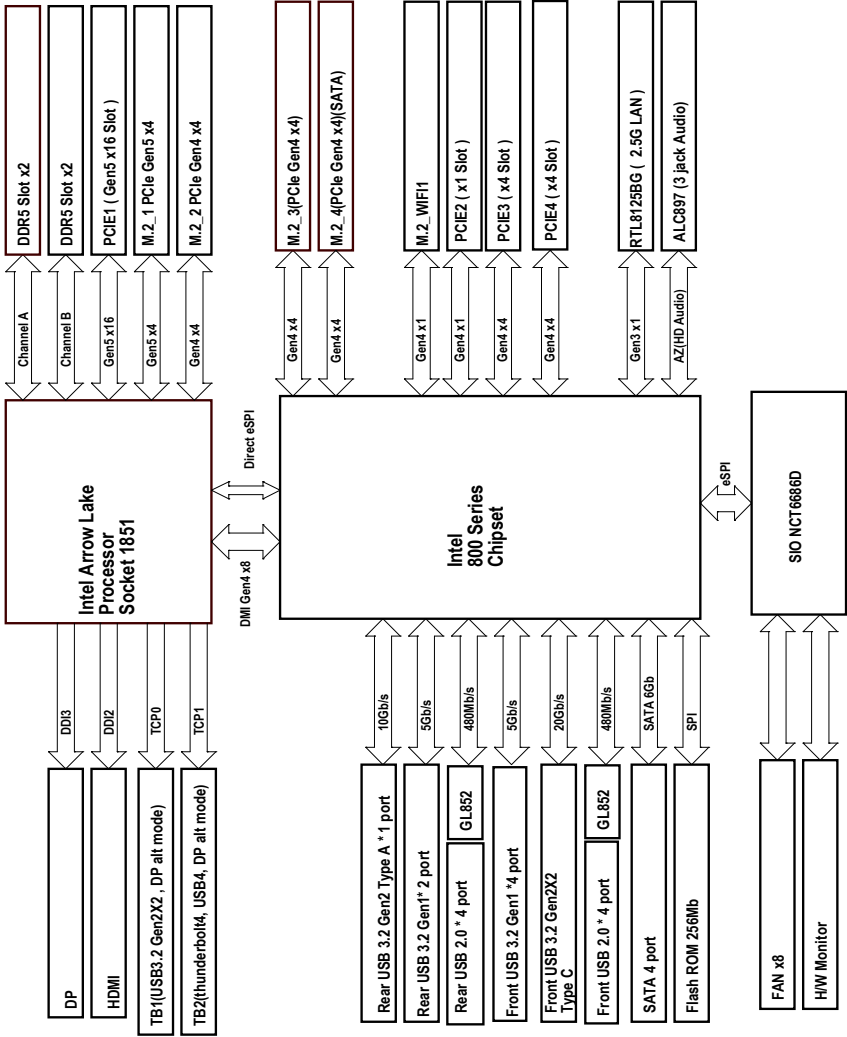 DDR5 Slot x2
DDR5 Slot x2
PCIE1 ( Gen5 x16 Slot )
M.2_1 PCIe Gen5 x4
M.2_2 PCIe Gen4 x4
M.2_3(PCIe Gen4 x4)
M.2_4(PCIe Gen4 x4)(SATA)
M.2_WIFI1
PCIE2 ( x1 Slot )
PCIE3 ( x4 Slot )
PCIE4 ( x4 Slot )
RTL8125BG ( 2.5G LAN )
ALC897 (3 jack Audio)
Channel A
Channel B
Gen5 x16
Gen5 x4
Gen4 x4
Gen4 x4
Gen4 x4
Gen4 x1
Gen4 x1
Gen4 x4
Gen4 x4
Gen3 x1
AZ(HD Audio)
Intel Arrow Lake
Processor
Socket 1851
Direct eSPI
DMI Gen4 x8
Intel
800 Series
Chipset
eSPI
SIO NCT6686D
DDI3
DDI2
TCP0
TCP1
10Gb/s
5Gb/s
480Mb/s
5Gb/s
20Gb/s
480Mb/s
SATA 6Gb
SPI
DP
HDMI
TB1(USB3.2 Gen2X2 , DP alt mode)
TB2(thunderbolt4, USB4, DP alt mode)
Rear USB 3.2 Gen2 Type A * 1 port
Rear USB 3.2 Gen1* 2 port
Rear USB 2.0 * 4 port
GL852
Front USB 3.2 Gen1 *4 port
Front USB 3.2 Gen2X2
Type C
Front USB 2.0 * 4 port
GL852
SATA 4 port
Flash ROM 256Mb
FAN x8
H/W Monitor